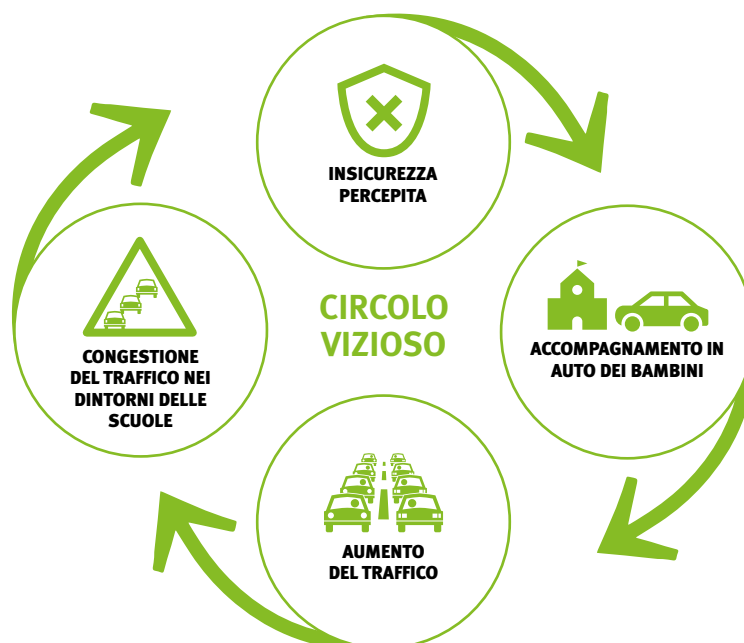 INSICUREZZA
PERCEPITA
CIRCOLO
VIZIOSO
ACCOMPAGNAMENTO IN
AUTO DEI BAMBINI
AUMENTO
DEL TRAFFICO
CONGESTIONE
DEL TRAFFICO NEI
DINTORNI DELLE
SCUOLE